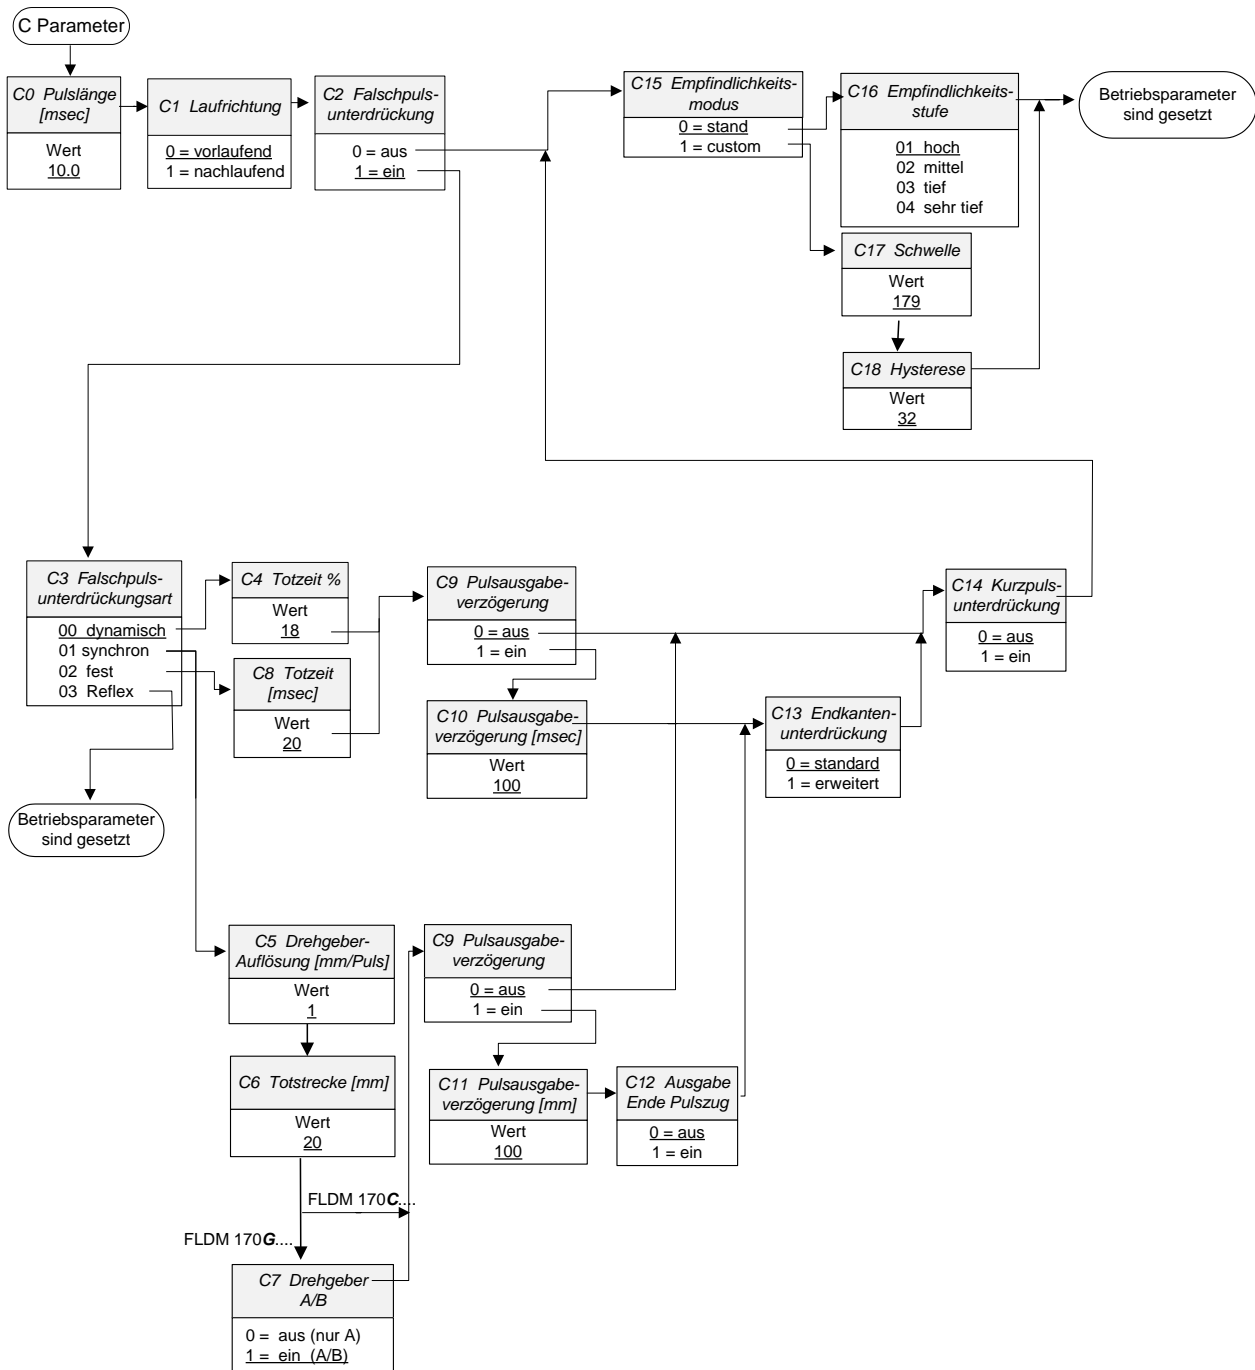 C Parameter
C0 Pulslänge
[msec]
Wert
10.0
C1 Laufrichtung
0 = vorlaufend
1 = nachlaufend
C2 Falschpuls-
unterdrückung
0 = aus
1 = ein
C15 Empfindlichkeits-
modus
0 = stand
1 = custom
C16 Empfindlichkeits-
stufe
01 hoch
02 mittel
03 tief
04 sehr tief
Betriebsparameter
sind gesetzt
C17 Schwelle
Wert
179
C18 Hysterese
Wert
32
C3 Falschpuls-
unterdrückungsart
00 dynamisch
01 synchron
02 fest
03 Reflex
C4 Totzeit %
Wert
18
C8 Totzeit
[msec]
Wert
20
C9 Pulsausgabe-
verzögerung
0 = aus
1 = ein
C10 Pulsausgabe-
verzögerung [msec]
Wert
100
C13 Endkanten-
unterdrückung
0 = standard
1 = erweitert
C14 Kurzpuls-
unterdrückung
0 = aus
1 = ein
Betriebsparameter
sind gesetzt
C5 Drehgeber-
Auflösung [mm/Puls]
Wert
1
C9 Pulsausgabe-
verzögerung
0 = aus
1 = ein
C6 Totstrecke [mm]
Wert
20
C11 Pulsausgabe-
verzögerung [mm]
Wert
100
C12 Ausgabe
Ende Pulszug
0 = aus
1 = ein
FLDM 170C....
FLDM 170G....
C7 Drehgeber
A/B
0 = aus (nur A)
1 = ein (A/B)